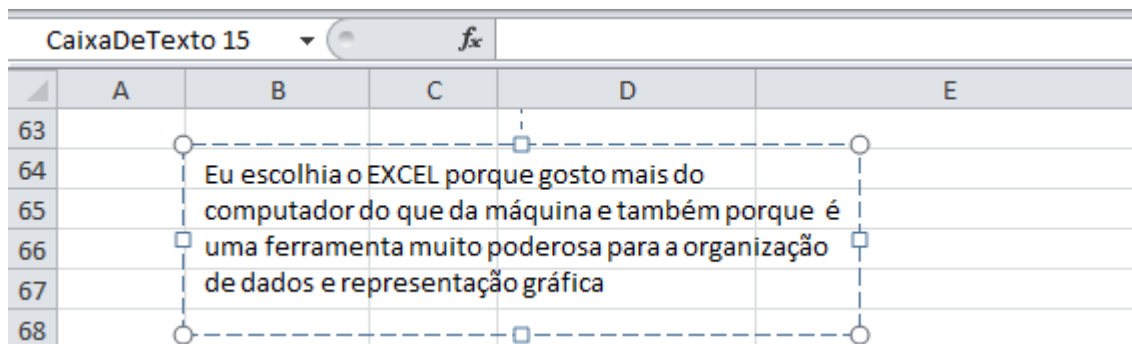 CaixaDeTexto 15 fx
A B C D E
63
64 Eu escolhia o EXCEL porque gosto mais do
65 computador do que da máquina e também porque é
66 uma ferramenta muito poderosa para a organização
67 de dados e representação gráfica
68